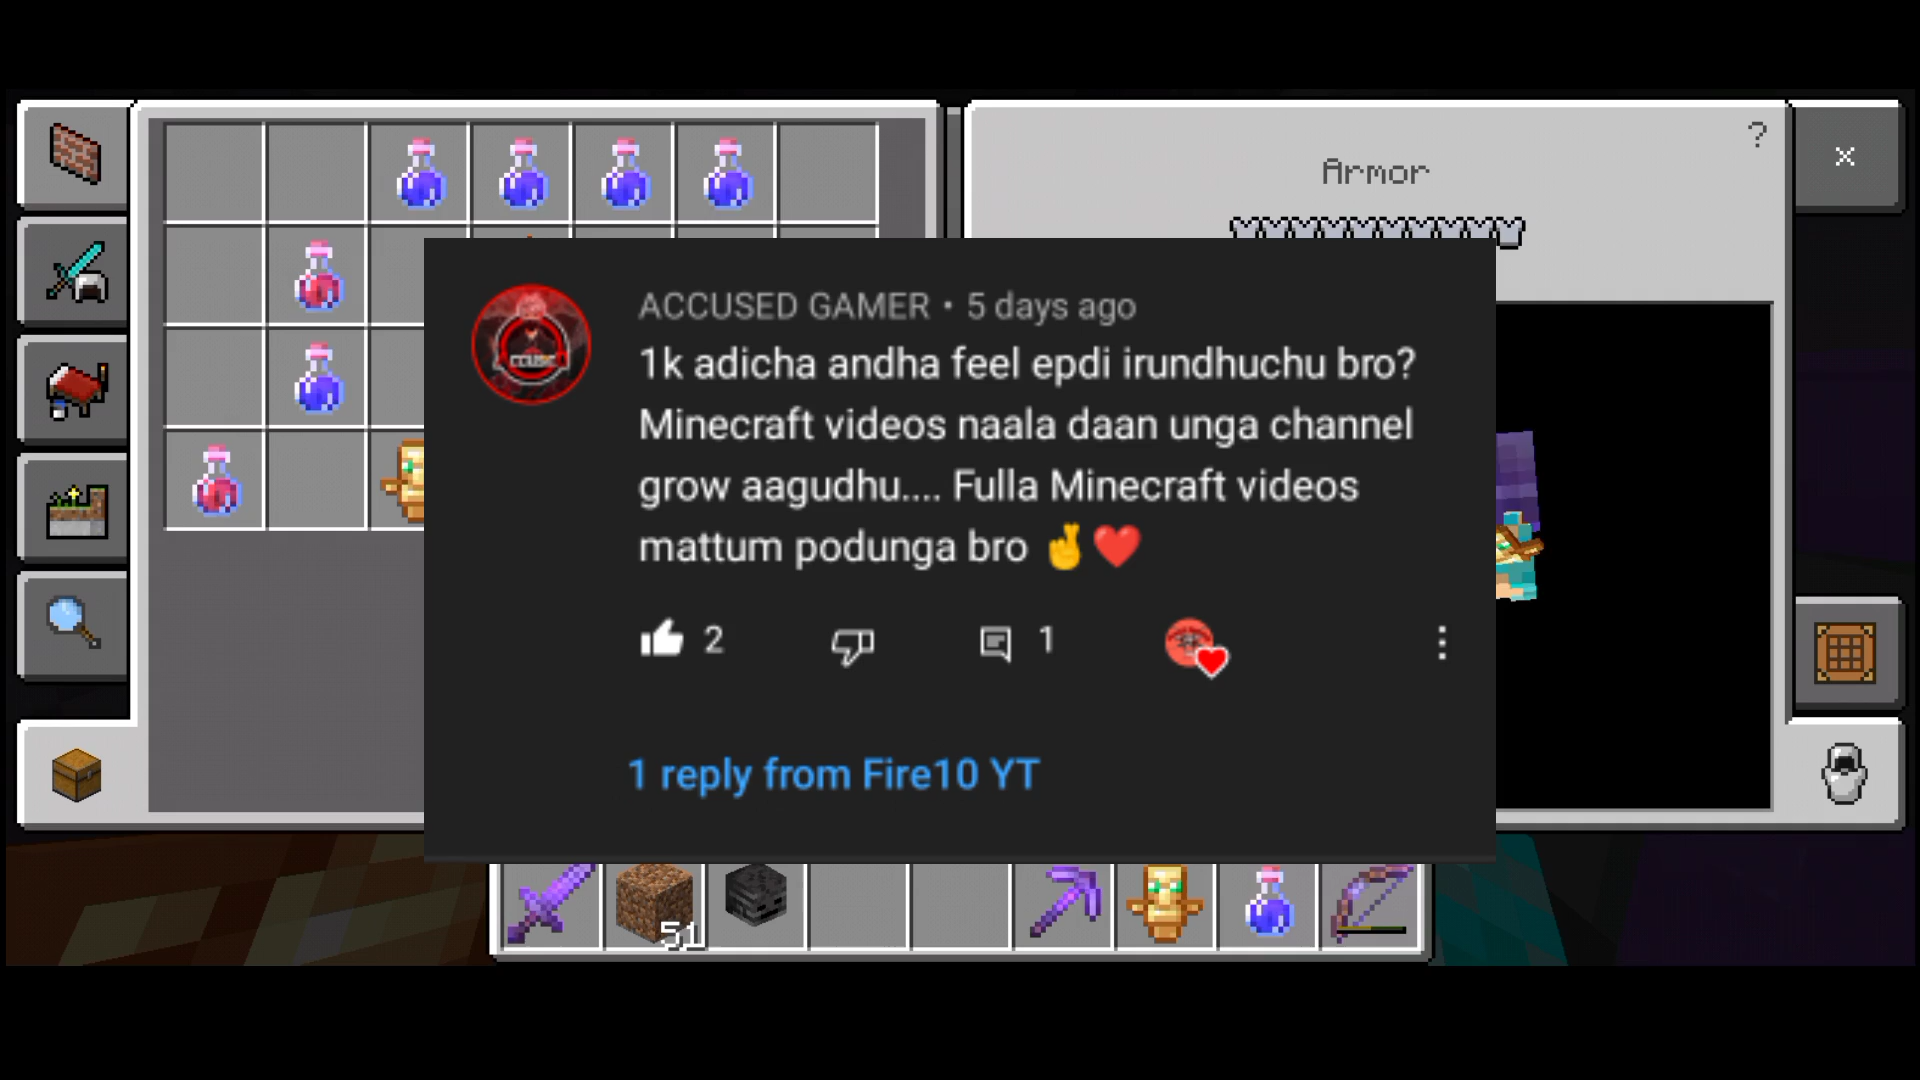 ?
Armor
ACCUSED GAMER • 5 days ago
1k adicha andha feel epdi irundhuchu bro?
Minecraft videos naala daan unga channel
grow aagudhu.... Fulla Minecraft videos
mattum podunga bro 🤞❤️
2
1
1 reply from Fire10 YT
51